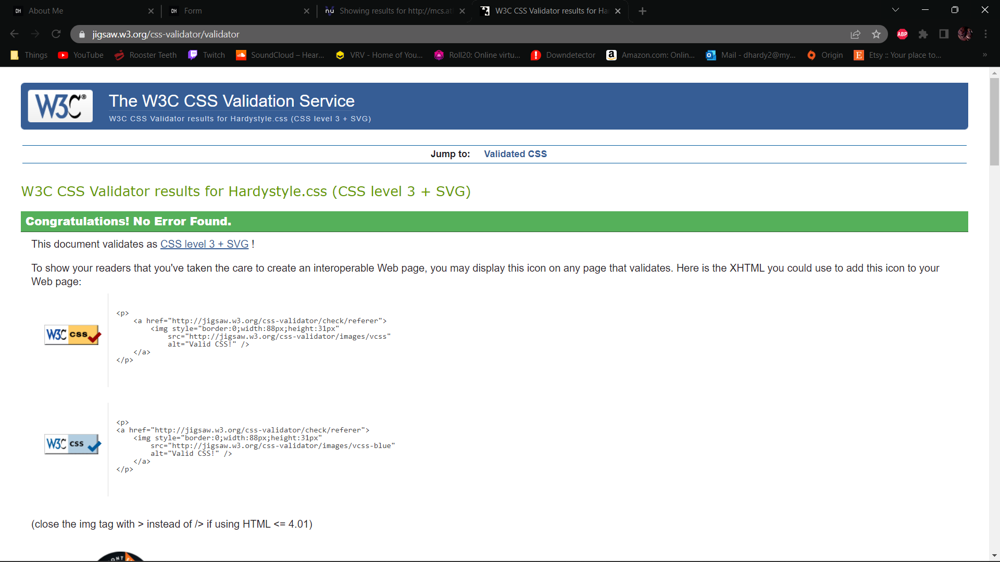 DH About Me
DH Form
nu Showing results for http://mcs.at
W3C CSS Validator results for Ha
jigsaw.w3.org/css-validator/validator
ABP
Things YouTube Rooster Teeth Twitch SoundCloud – Hear... VRV - Home of You... Roll20: Online virtu... Downdetector Amazon.com: Onlin... Mail - dhardy2@my... Origin Etsy :: Your place to... »
W3C® The W3C CSS Validation Service
W3C CSS Validator results for Hardystyle.css (CSS level 3 + SVG)
Jump to: Validated CSS
W3C CSS Validator results for Hardystyle.css (CSS level 3 + SVG)
Congratulations! No Error Found.
This document validates as CSS level 3 + SVG !
To show your readers that you've taken the care to create an interoperable Web page, you may display this icon on any page that validates. Here is the XHTML you could use to add this icon to your
Web page:
W3C css
<p>
<a href="http://jigsaw.w3.org/css-validator/check/referer">
<img style="border:0;width:88px;height:31px"
src="http://jigsaw.w3.org/css-validator/images/vcss"
alt="Valid CSS!" />
</a>
</p>
W3C css
<p>
<a href="http://jigsaw.w3.org/css-validator/check/referer">
<img style="border:0;width:88px;height:31px"
src="http://jigsaw.w3.org/css-validator/images/vcss-blue"
alt="Valid CSS!" />
</a>
</p>
(close the img tag with > instead of /> if using HTML <= 4.01)